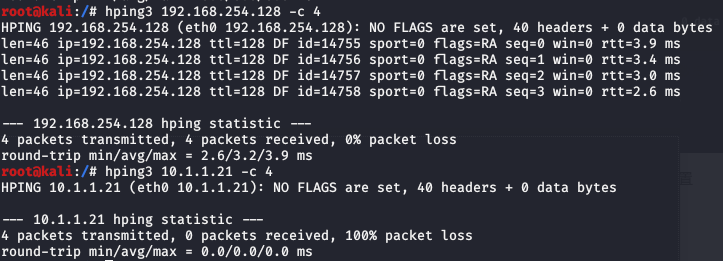 root@kali:/# hping3 192.168.254.128 -c 4
HPING 192.168.254.128 (eth0 192.168.254.128): NO FLAGS are set, 40 headers + 0 data bytes
len=46 ip=192.168.254.128 ttl=128 DF id=14755 sport=0 flags=RA seq=0 win=0 rtt=3.9 ms
len=46 ip=192.168.254.128 ttl=128 DF id=14756 sport=0 flags=RA seq=1 win=0 rtt=3.4 ms
len=46 ip=192.168.254.128 ttl=128 DF id=14757 sport=0 flags=RA seq=2 win=0 rtt=3.0 ms
len=46 ip=192.168.254.128 ttl=128 DF id=14758 sport=0 flags=RA seq=3 win=0 rtt=2.6 ms

--- 192.168.254.128 hping statistic ---
4 packets transmitted, 4 packets received, 0% packet loss
round-trip min/avg/max = 2.6/3.2/3.9 ms
root@kali:/# hping3 10.1.1.21 -c 4
HPING 10.1.1.21 (eth0 10.1.1.21): NO FLAGS are set, 40 headers + 0 data bytes

--- 10.1.1.21 hping statistic ---
4 packets transmitted, 0 packets received, 100% packet loss
round-trip min/avg/max = 0.0/0.0/0.0 ms